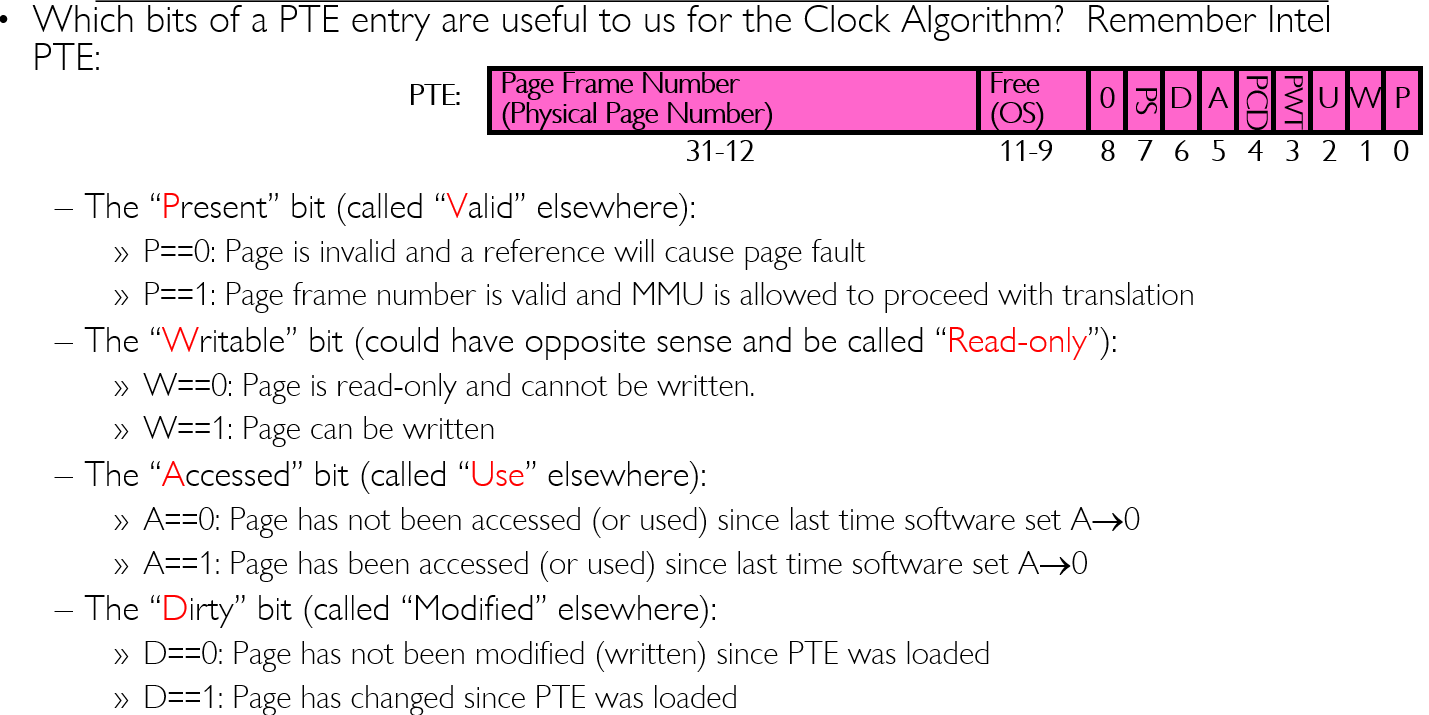 • Which bits of a PTE entry are useful to us for the Clock Algorithm? Remember Intel
PTE:
PTE:
Page Frame Number
(Physical Page Number)
Free
(OS)
0
PS
D
A
PCD
PWT
U
W
P
31-12
11-9
8
7
6
5
4
3
2
1
0
– The “Present” bit (called “Valid” elsewhere):
» P==0: Page is invalid and a reference will cause page fault
» P==1: Page frame number is valid and MMU is allowed to proceed with translation
– The “Writable” bit (could have opposite sense and be called “Read-only”):
» W==0: Page is read-only and cannot be written.
» W==1: Page can be written
– The “Accessed” bit (called “Use” elsewhere):
» A==0: Page has not been accessed (or used) since last time software set A→0
» A==1: Page has been accessed (or used) since last time software set A→0
– The “Dirty” bit (called “Modified” elsewhere):
» D==0: Page has not been modified (written) since PTE was loaded
» D==1: Page has changed since PTE was loaded